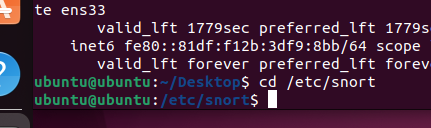 te ens33
valid_lft 1779sec preferred_lft 1779s
inet6 fe80::81df:f12b:3df9:8bb/64 scope
valid_lft forever preferred_lft forev
ubuntu@ubuntu:~/Desktop$ cd /etc/snort
ubuntu@ubuntu:/etc/snort$